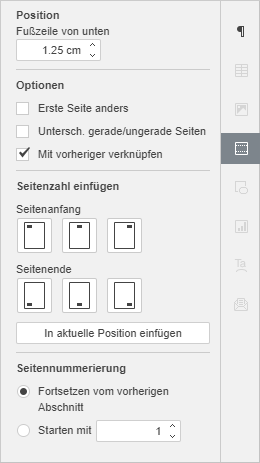 Position
Fußzeile von unten
1.25 cm
Optionen
Erste Seite anders
Untersch. gerade/ungerade Seiten
Mit vorheriger verknüpfen
Seitenzahl einfügen
Seitenanfang
Seitenende
In aktuelle Position einfügen
Seitennummerierung
Fortsetzen vom vorherigen
Abschnitt
Starten mit 1